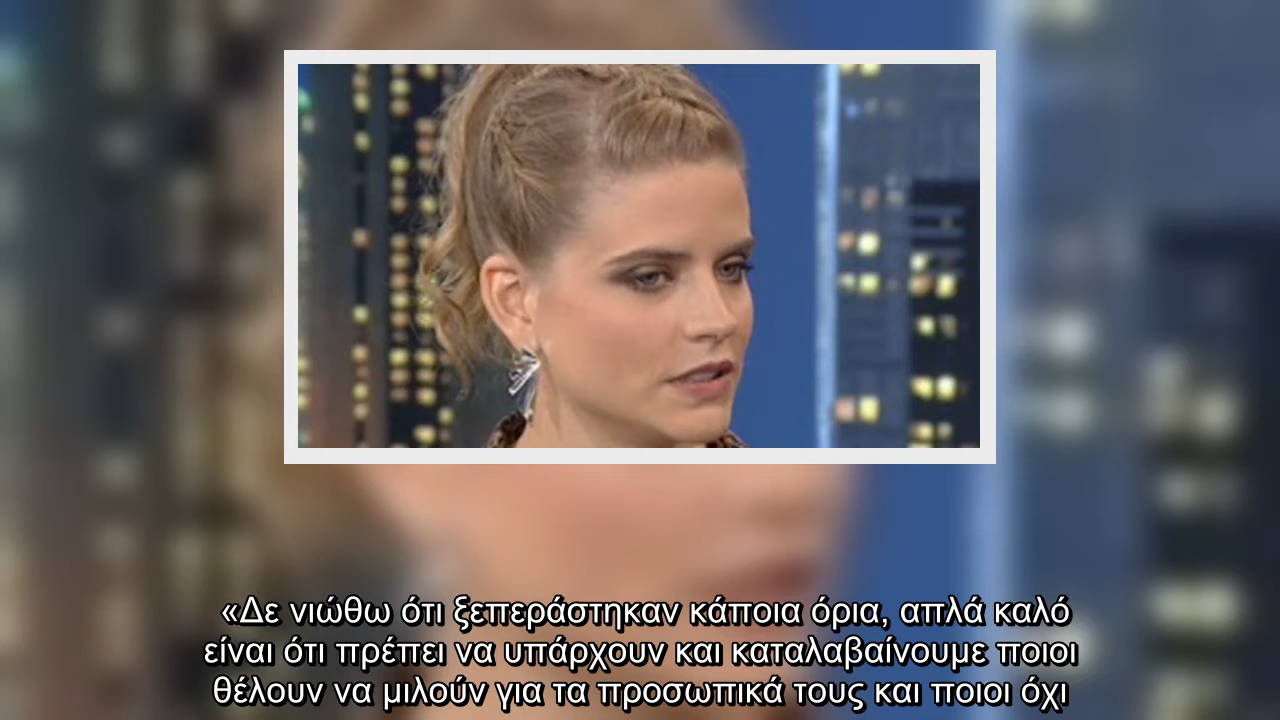 «Δε νιώθω ότι ξεπεράστηκαν κάποια όρια, απλά καλό
είναι ότι πρέπει να υπάρχουν και καταλαβαίνουμε ποιοι
θέλουν να μιλούν για τα προσωπικά τους και ποιοι όχι